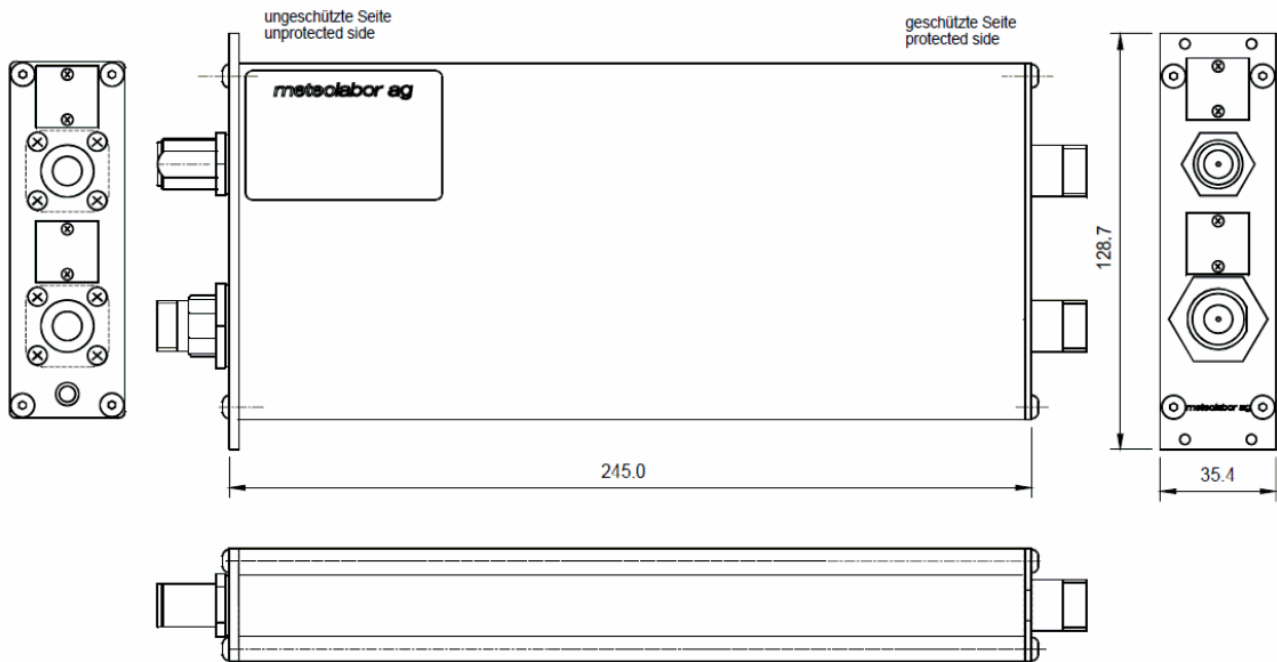 ungeschützte Seite
unprotected side
geschützte Seite
protected side
meteolabor ag
128.7
meteolabor ag
245.0
35.4